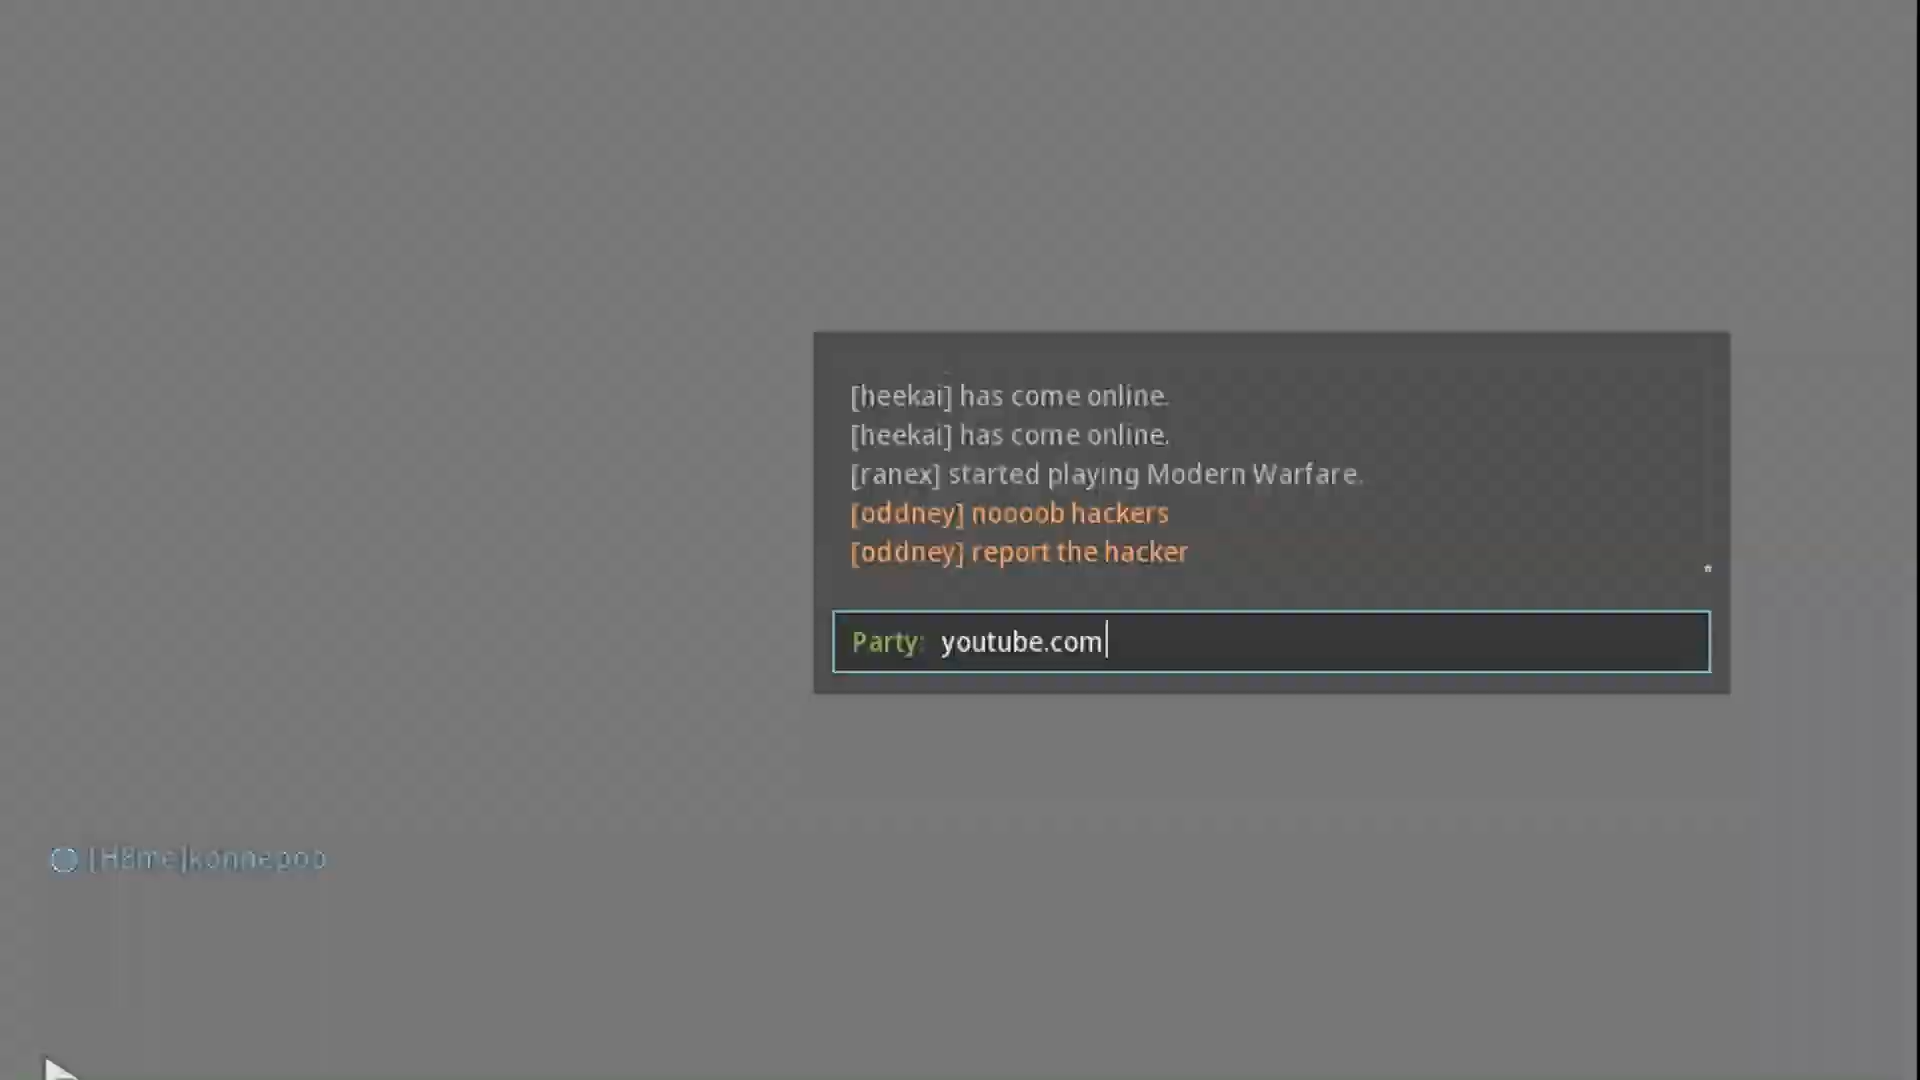 [heekai] has come online.
[heekai] has come online.
[ranex] started playing Modern Warfare.
[oddney] noooob hackers
[oddney] report the hacker
Party: youtube.com